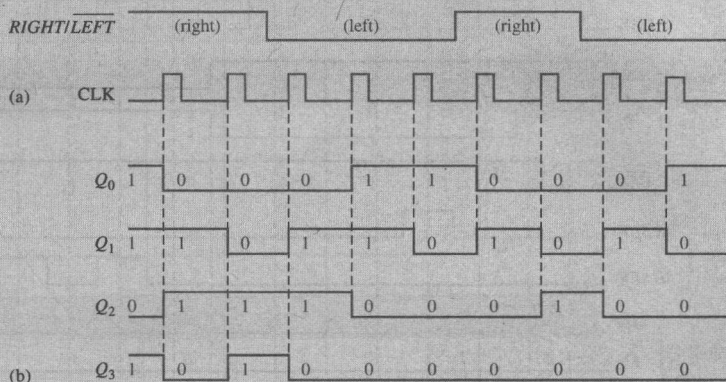 RIGHT/LEFT (right) (left) (right) (left)
(a) CLK
Q0 1 0 0 0 1 1 0 0 0 1
Q1 1 1 0 1 1 0 1 0 1 0
Q2 0 1 1 1 0 0 0 1 0 0
(b) Q3 1 0 1 0 0 0 0 0 0 0